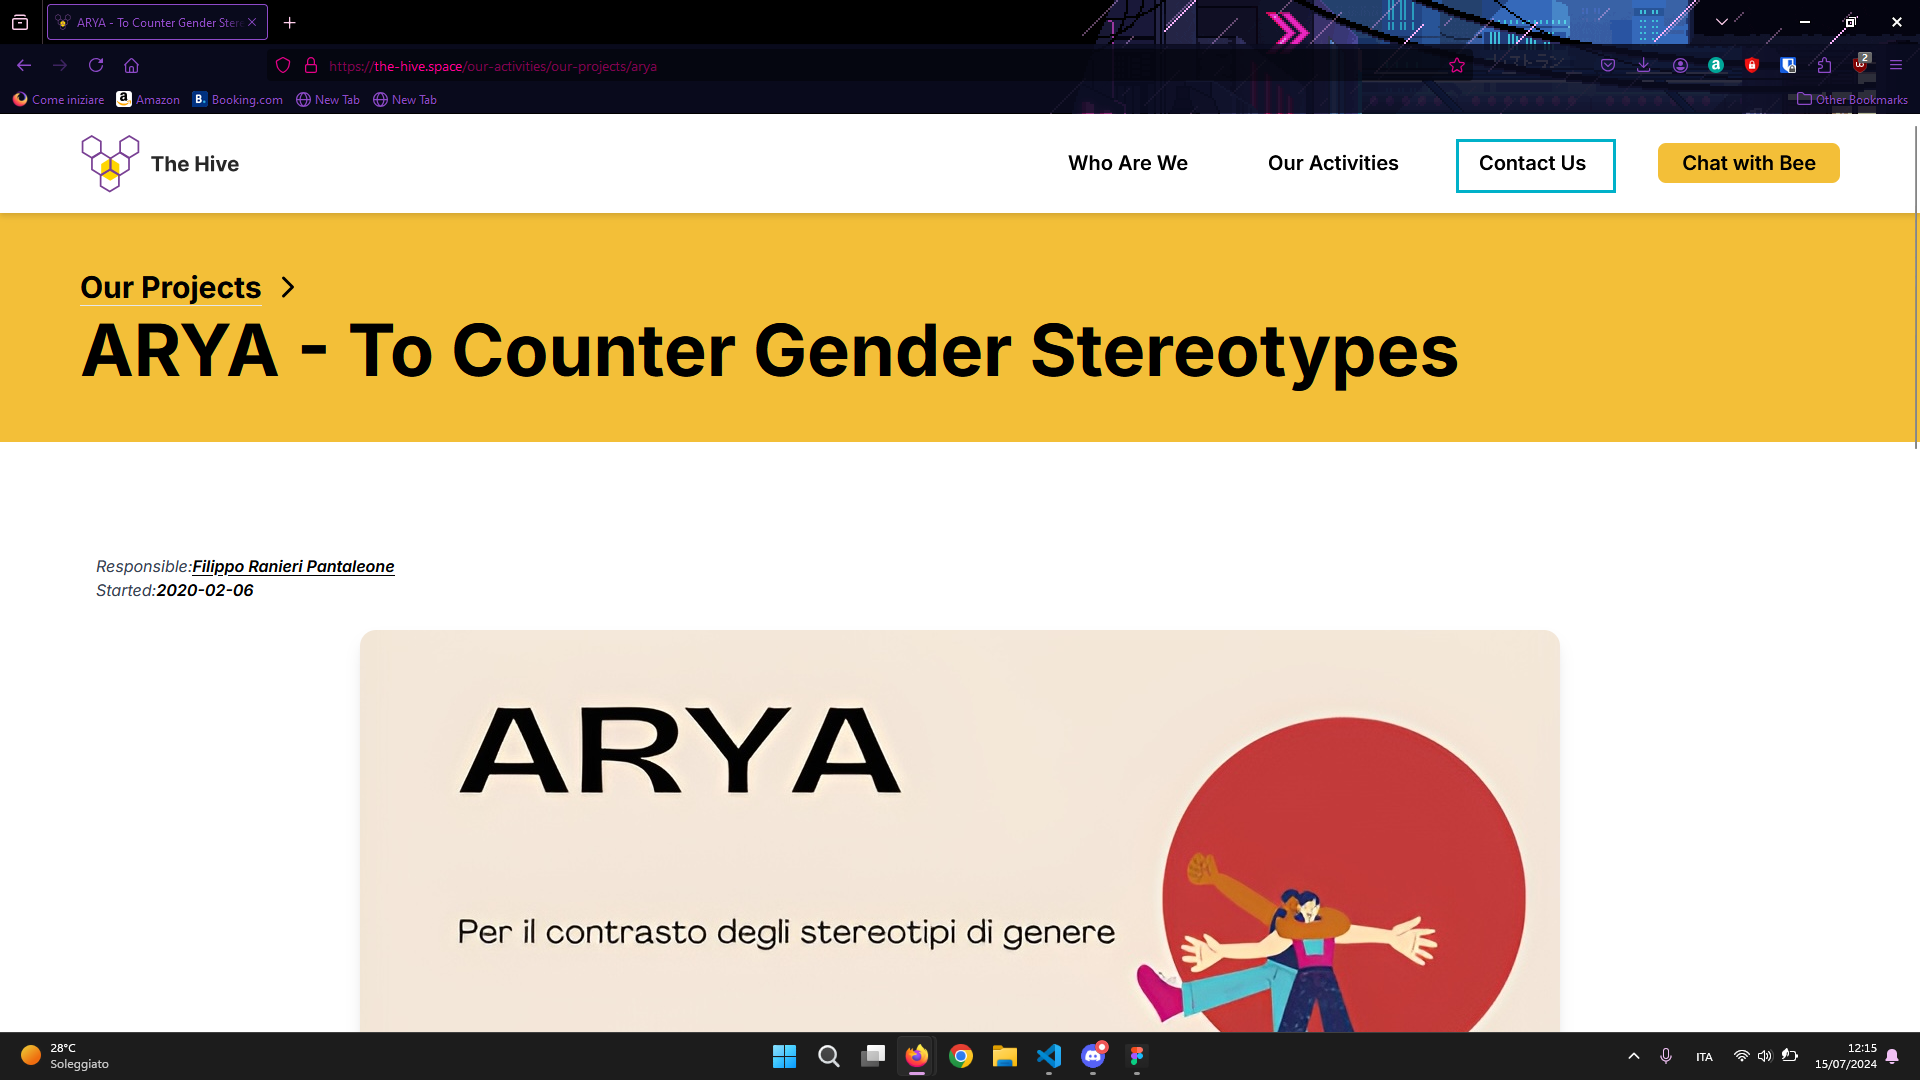 ARYA - To Counter Gender Ster
https://the-hive.space/our-activities/our-projects/arya
2
Come iniziare
Amazon
Booking.com
New Tab
New Tab
Other Bookmarks
The Hive
Who Are We
Our Activities
Contact Us
Chat with Bee
Our Projects
ARYA - To Counter Gender Stereotypes
Responsible:Filippo Ranieri Pantaleone
Started:2020-02-06
ARYA
Per il contrasto degli stereotipi di genere
28°C
Soleggiato
ITA
12:15
15/07/2024